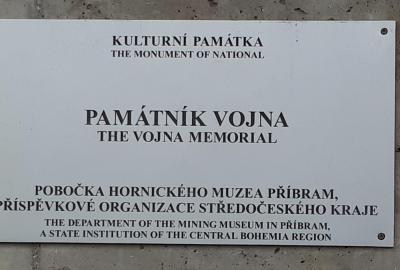 KULTURNÍ PAMÁTKA
THE MONUMENT OF NATIONAL
PAMÁTNÍK VOJNA
THE VOJNA MEMORIAL
POBOČKA HORNICKÉHO MUZEA PŘÍBRAM,
PŘÍSPĚVKOVÉ ORGANIZACE STŘEDOČESKÉHO KRAJE
THE DEPARTMENT OF THE MINING MUSEUM IN PŘÍBRAM,
A STATE INSTITUTION OF THE CENTRAL BOHEMIA REGION